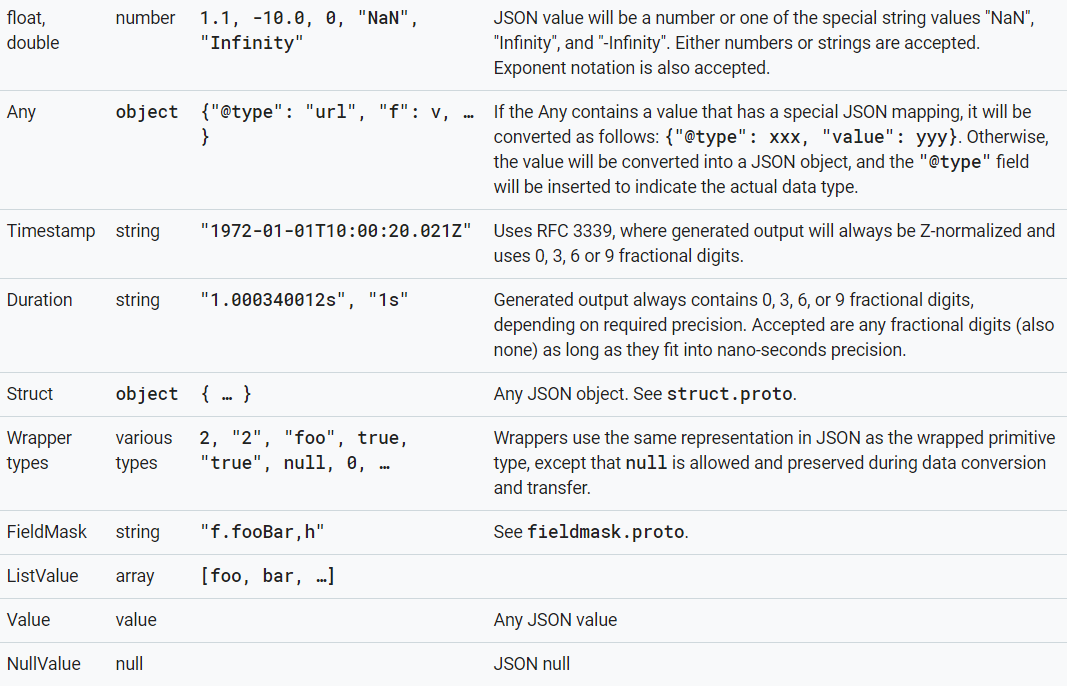 float, number 1.1, -10.0, 0, "NaN", JSON value will be a number or one of the special string values "NaN",
double "Infinity" "Infinity", and "-Infinity". Either numbers or strings are accepted.
Exponent notation is also accepted.
Any object {"@type": "url", "f": v, … If the Any contains a value that has a special JSON mapping, it will be
} converted as follows: {"@type": xxx, "value": yyy}. Otherwise,
the value will be converted into a JSON object, and the "@type" field
will be inserted to indicate the actual data type.
Timestamp string "1972-01-01T10:00:20.021Z" Uses RFC 3339, where generated output will always be Z-normalized and
uses 0, 3, 6 or 9 fractional digits.
Duration string "1.000340012s", "1s" Generated output always contains 0, 3, 6, or 9 fractional digits,
depending on required precision. Accepted are any fractional digits (also
none) as long as they fit into nano-seconds precision.
Struct object { … } Any JSON object. See struct.proto.
Wrapper various 2, "2", "foo", true, Wrappers use the same representation in JSON as the wrapped primitive
types types "true", null, 0, … type, except that null is allowed and preserved during data conversion
and transfer.
FieldMask string "f.fooBar,h" See fieldmask.proto.
ListValue array [foo, bar, …]
Value value Any JSON value
NullValue null JSON null